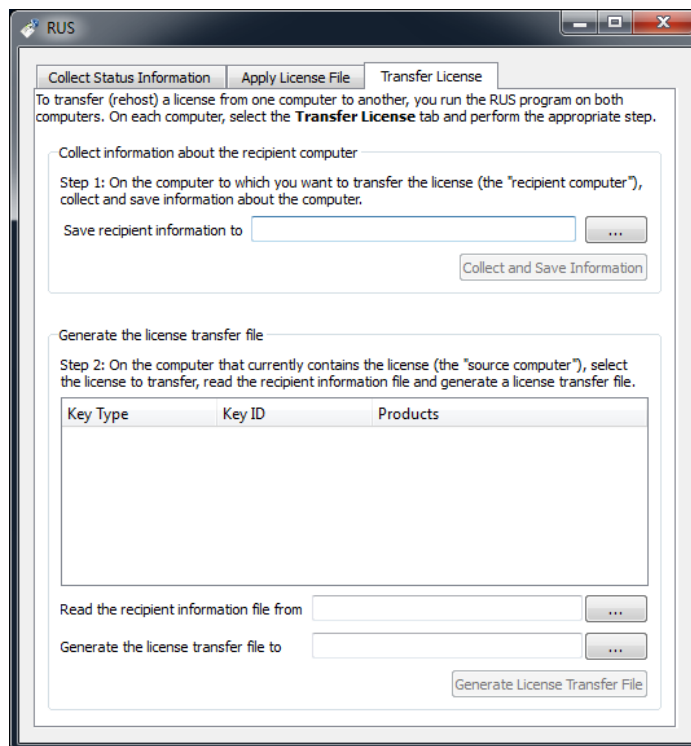 RUS
Collect Status Information
Apply License File
Transfer License
To transfer (rehost) a license from one computer to another, you run the RUS program on both
computers. On each computer, select the Transfer License tab and perform the appropriate step.
Collect information about the recipient computer
Step 1: On the computer to which you want to transfer the license (the "recipient computer"),
collect and save information about the computer.
Save recipient information to
...
Collect and Save Information
Generate the license transfer file
Step 2: On the computer that currently contains the license (the "source computer"), select
the license to transfer, read the recipient information file and generate a license transfer file.
Key Type Key ID Products
Read the recipient information file from
...
Generate the license transfer file to
...
Generate License Transfer File